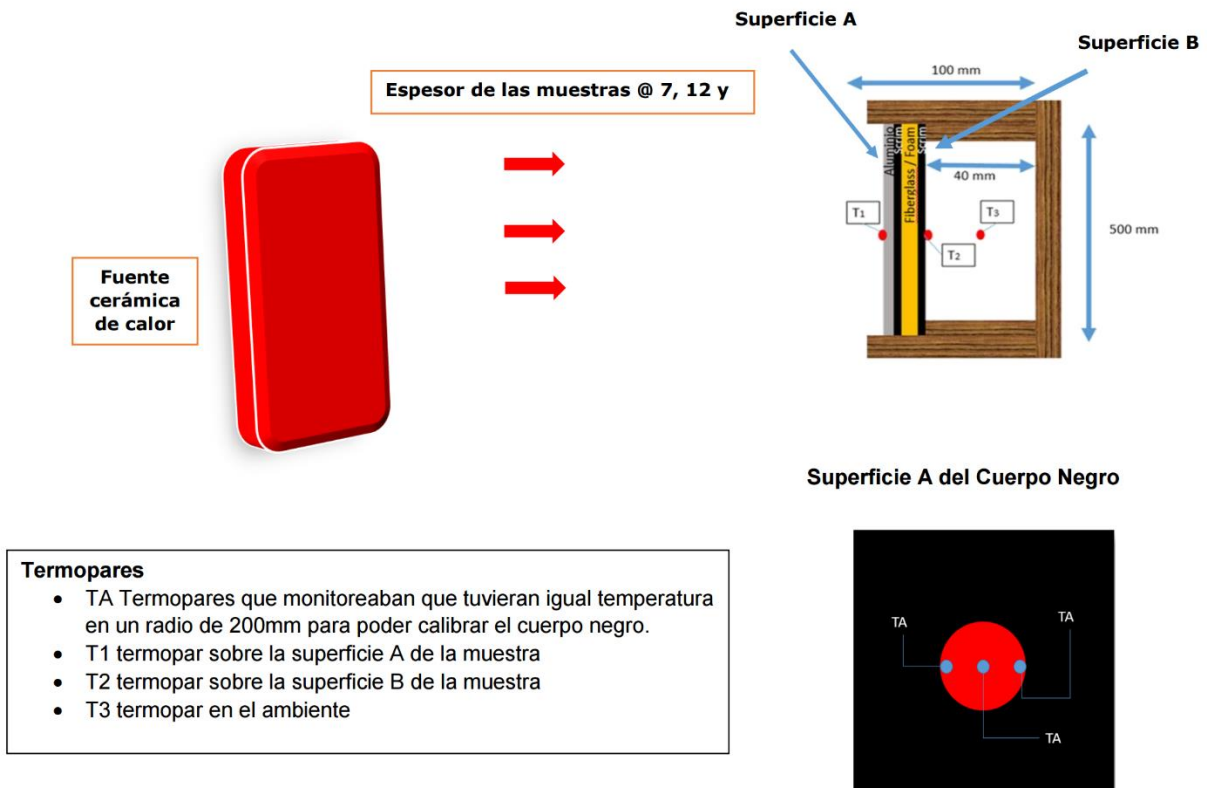 Superficie A
Superficie B
Espesor de las muestras @ 7, 12 y
100 mm
Aluminio
Scrim
Fiberglass / Foam
Scrim
40 mm
T1
T3
T2
500 mm
Fuente
cerámica
de calor
Superficie A del Cuerpo Negro
Termopares
• TA Termopares que monitoreaban que tuvieran igual temperatura
en un radio de 200mm para poder calibrar el cuerpo negro.
• T1 termopar sobre la superficie A de la muestra
• T2 termopar sobre la superficie B de la muestra
• T3 termopar en el ambiente
TA
TA
TA